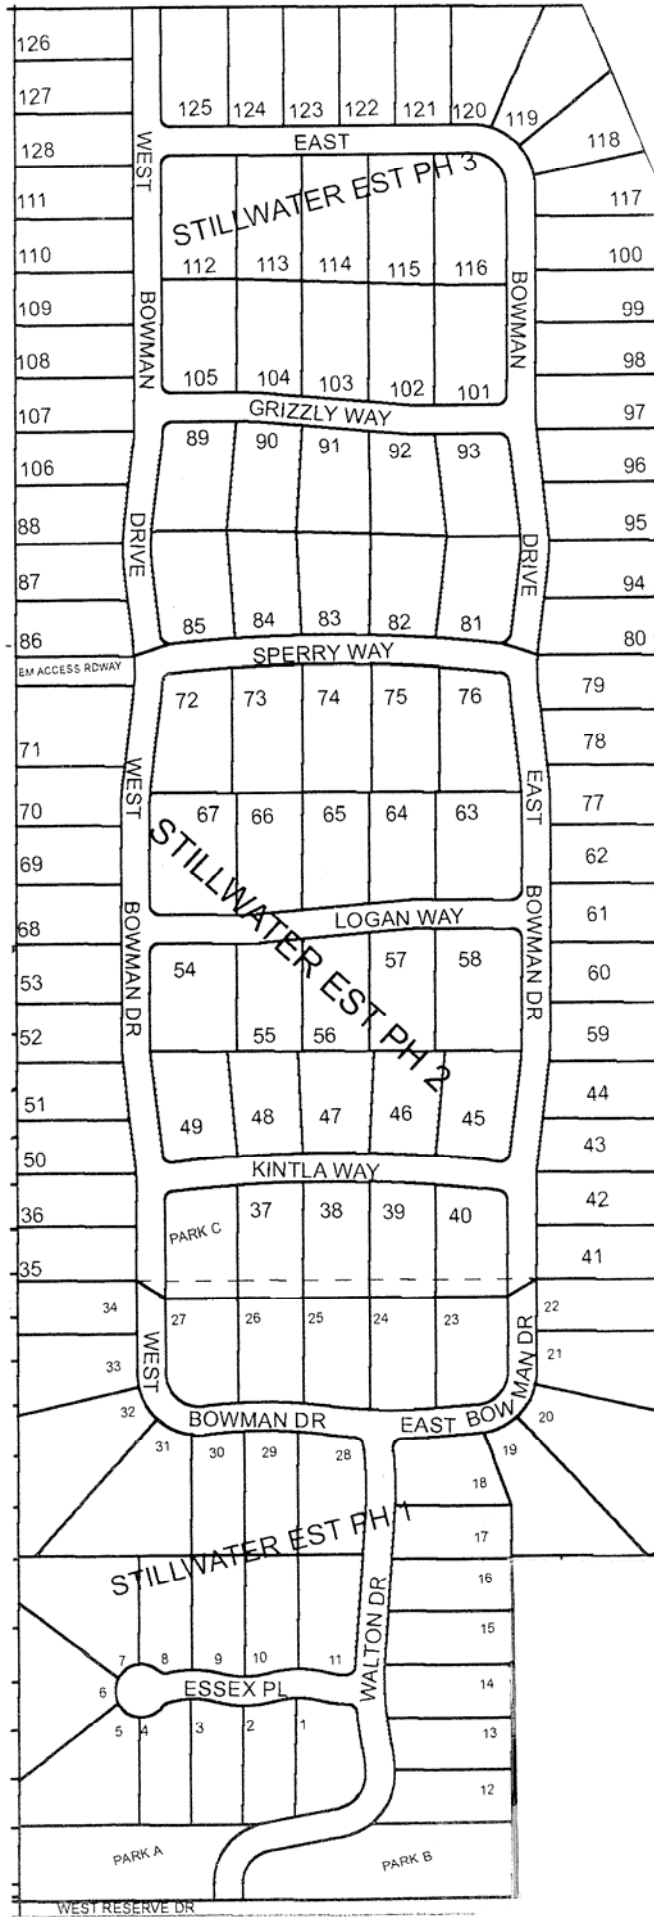 126
127
125 124 123 122 121 120 119
128 WEST EAST 118
111 STILLWATER EST PH 3 117
110 112 113 114 115 116 100
109 BOWMAN BOWMAN 99
108 105 104 103 102 101 98
107 GRIZZLY WAY 97
106 89 90 91 92 93 96
88 DRIVE DRIVE 95
87 94
86 85 84 83 82 81 80
EM ACCESS RDWAY SPERRY WAY
72 73 74 75 76 79
71 WEST EAST 78
70 67 66 65 64 63 77
69 STILLWATER EST PH 2 62
68 BOWMAN DR LOGAN WAY BOWMAN DR 61
53 54 57 58 60
52 55 56 59
51 49 48 47 46 45 44
50 KINTLA WAY 43
36 PARK C 37 38 39 40 42
35 41
34 27 26 25 24 23 22
33 WEST 21
32 BOWMAN DR EAST BOWMAN DR 20
31 30 29 28 19
18
STILLWATER EST PH 1 17
16
WALTON DR 15
7 8 9 10 11
6 ESSEX PL 14
5 4 3 2 1 13
12
PARK A PARK B
WEST RESERVE DR